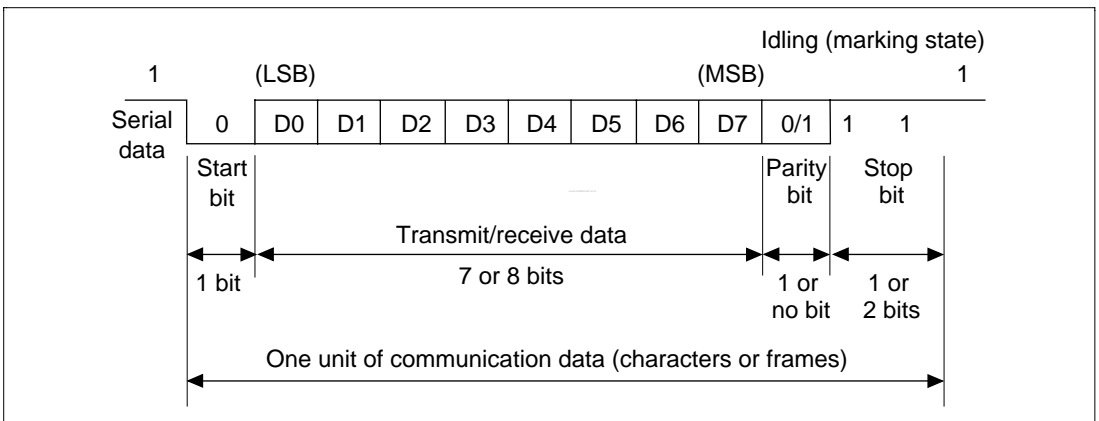 Idling (marking state)
1 (LSB) (MSB) 1
Serial data
0 D0 D1 D2 D3 D4 D5 D6 D7 0/1 1 1
Start bit
Parity bit
Stop bit
Transmit/receive data
1 bit
7 or 8 bits
1 or no bit
1 or 2 bits
One unit of communication data (characters or frames)